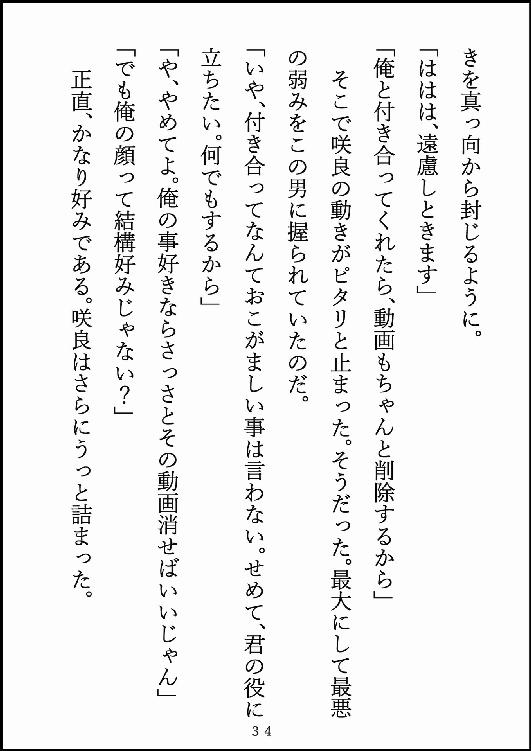 きを真っ向から封じるように。
「ははは、遠慮しときます」
「俺と付き合ってくれたら、動画もちゃんと削除するから」
そこで咲良の動きがピタリと止まった。そうだった。最大にして最悪
の弱みをこの男に握られていたのだ。
「いや、付き合ってなんておこがましい事は言わない。せめて、君の役に
立ちたい。何でもするから」
「や、やめてよ。俺の事好きならさっさとその動画消せばいいじゃん」
「でも俺の顔って結構好みじゃない？」
正直、かなり好みである。咲良はさらにうっと詰まった。
34